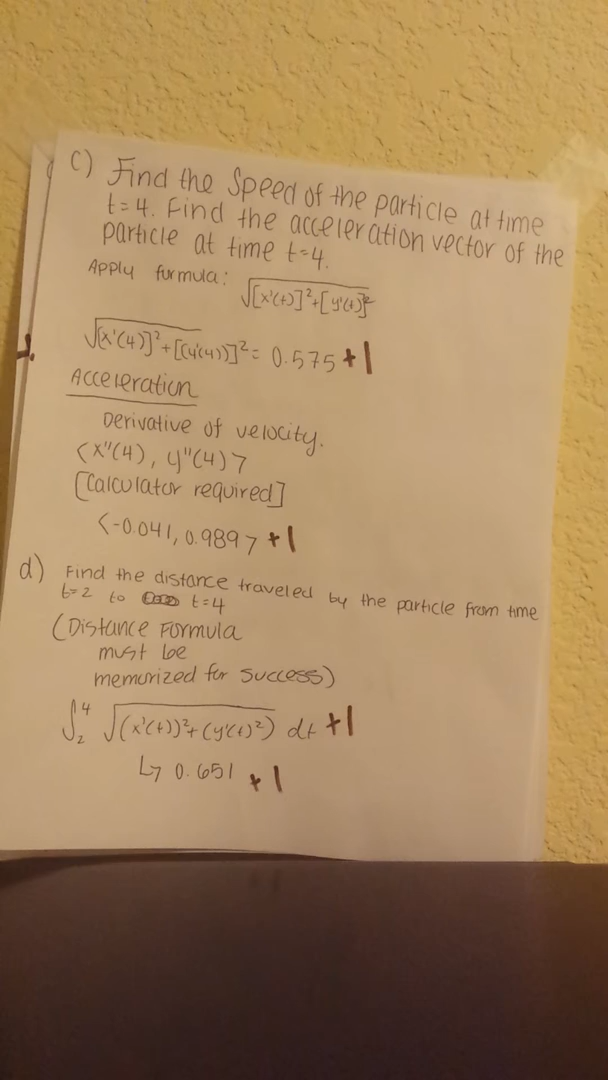 c) Find the Speed of the particle at time
t=4. Find the acceleration vector of the
particle at time t=4.
Apply formula: √[x'(t)]²+[y'(t)]²
√[x'(4)]²+[(y'(4))]² = 0.575 +1
Acceleration
Derivative of velocity.
<x"(4), y"(4)>
[Calculator required]
<-0.041, 0.989> +1
d) Find the distance traveled by the particle from time
t=2 to t=4
(Distance Formula
must be
memorized for success)
∫₂⁴ √(x'(t))²+(y'(t)²) dt +1
↳ 0.651 +1